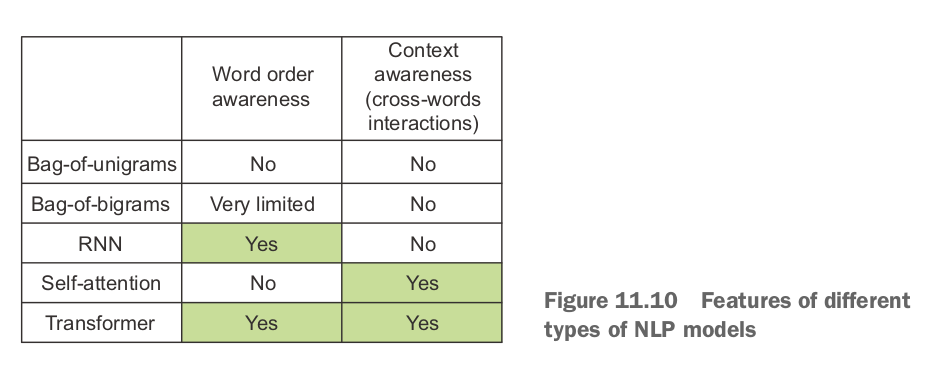 Word order
awareness
Context
awareness
(cross-words
interactions)
Bag-of-unigrams No No
Bag-of-bigrams Very limited No
RNN Yes No
Self-attention No Yes
Transformer Yes Yes
Figure 11.10 Features of different
types of NLP models